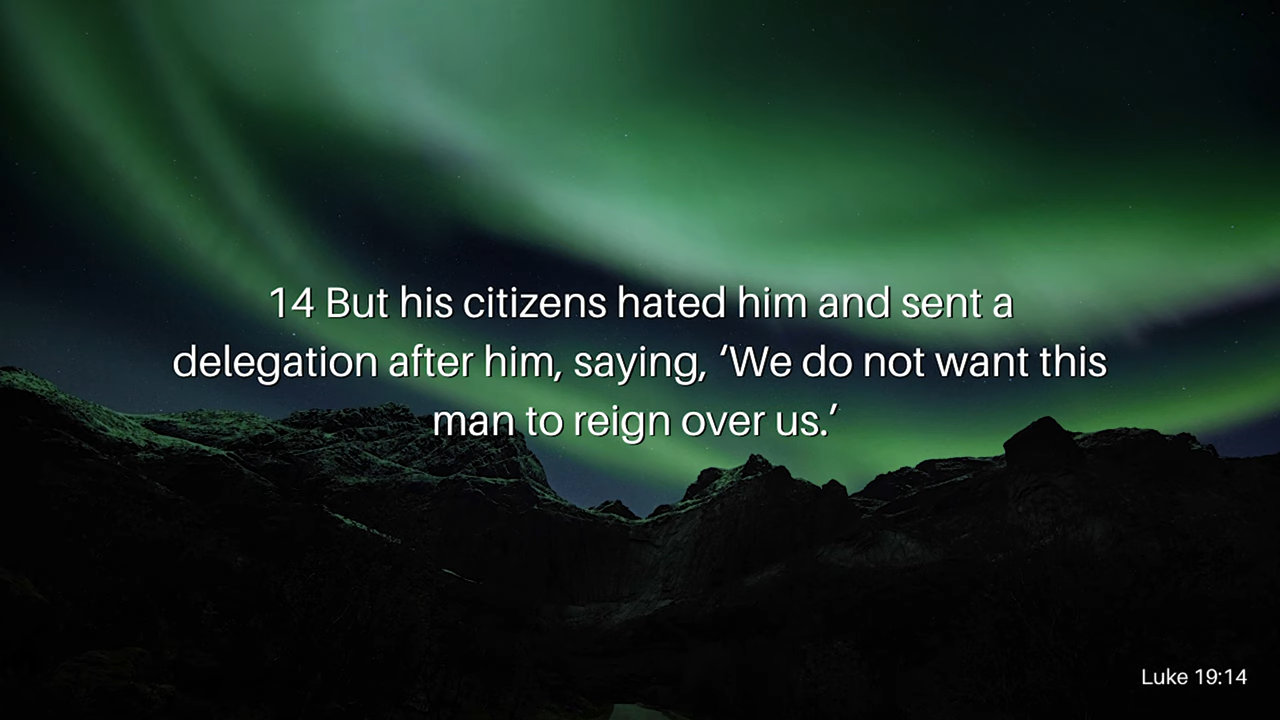 14 But his citizens hated him and sent a
delegation after him, saying, ‘We do not want this
man to reign over us.’
Luke 19:14